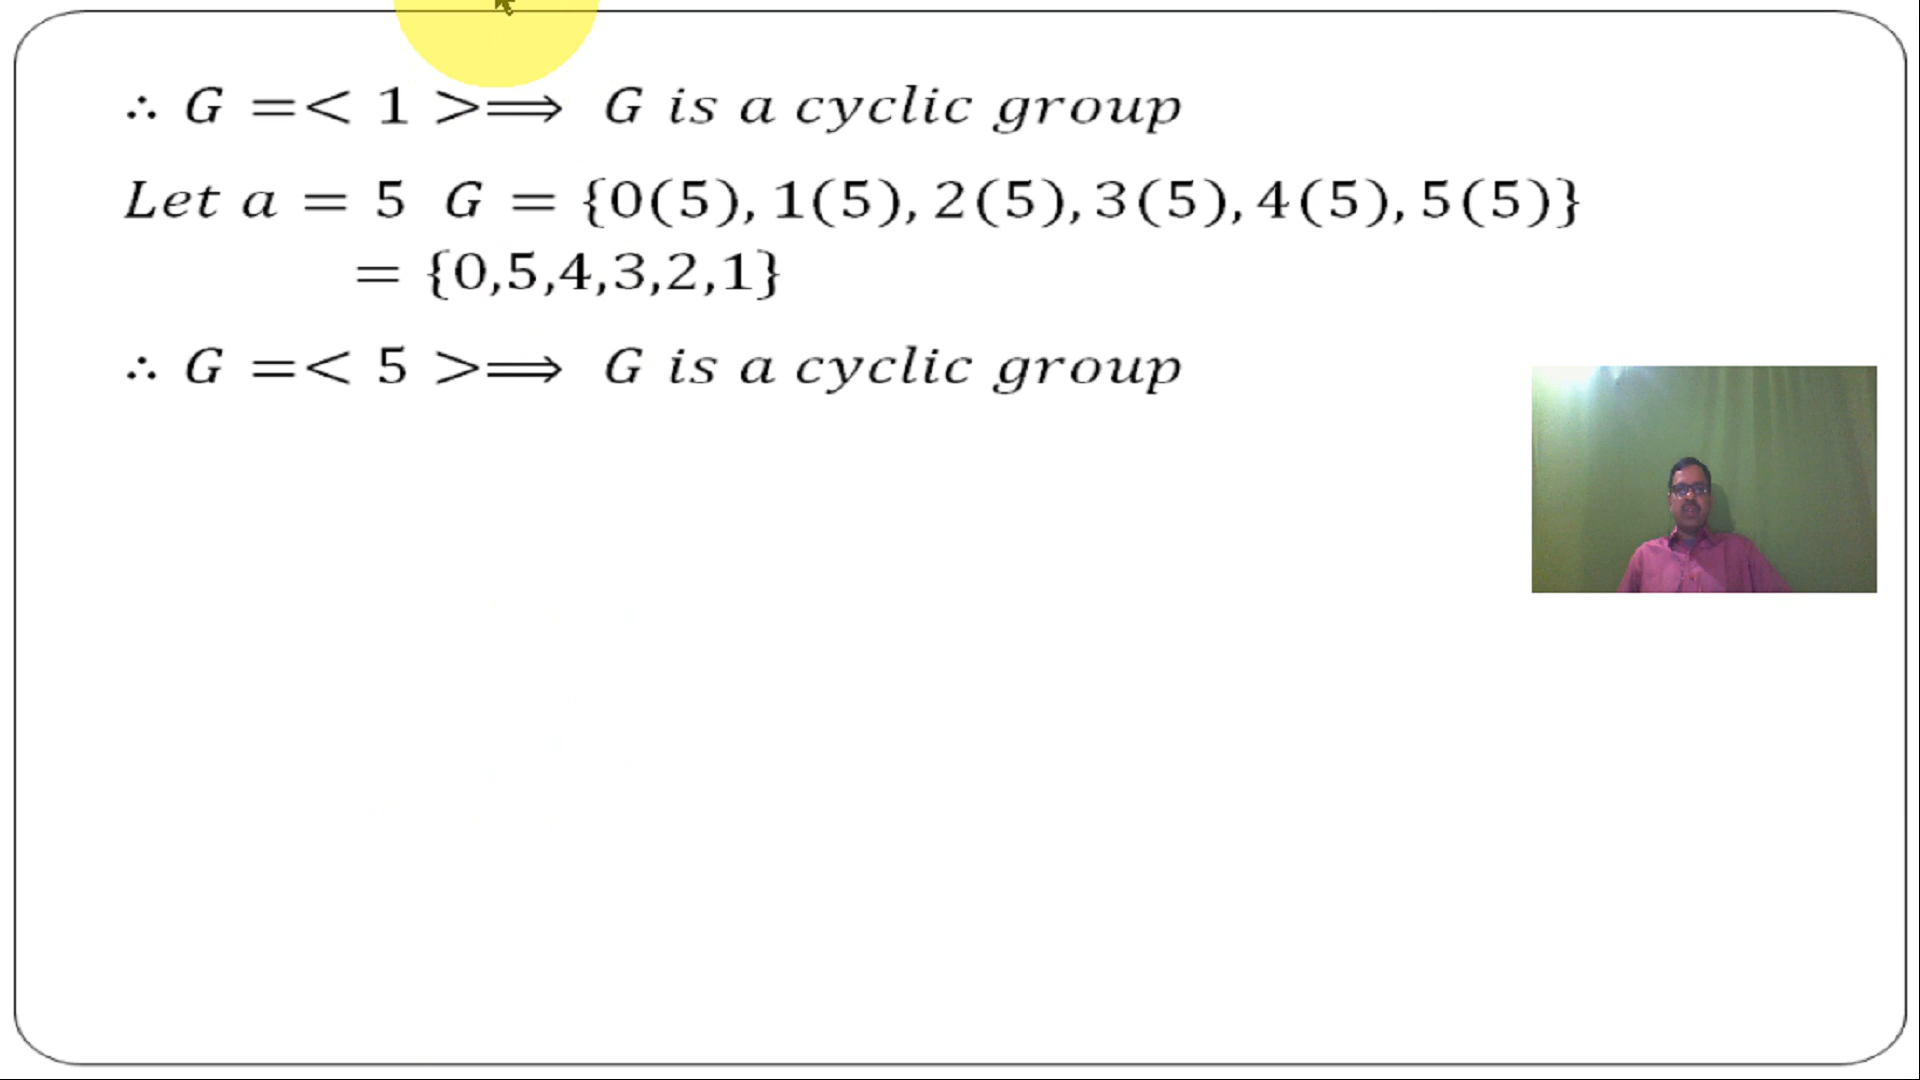 ∴ G =< 1 >⟹ G is a cyclic group
Let a = 5 G = {0(5), 1(5), 2(5), 3(5), 4(5), 5(5)}
= {0,5,4,3,2,1}
∴ G =< 5 >⟹ G is a cyclic group